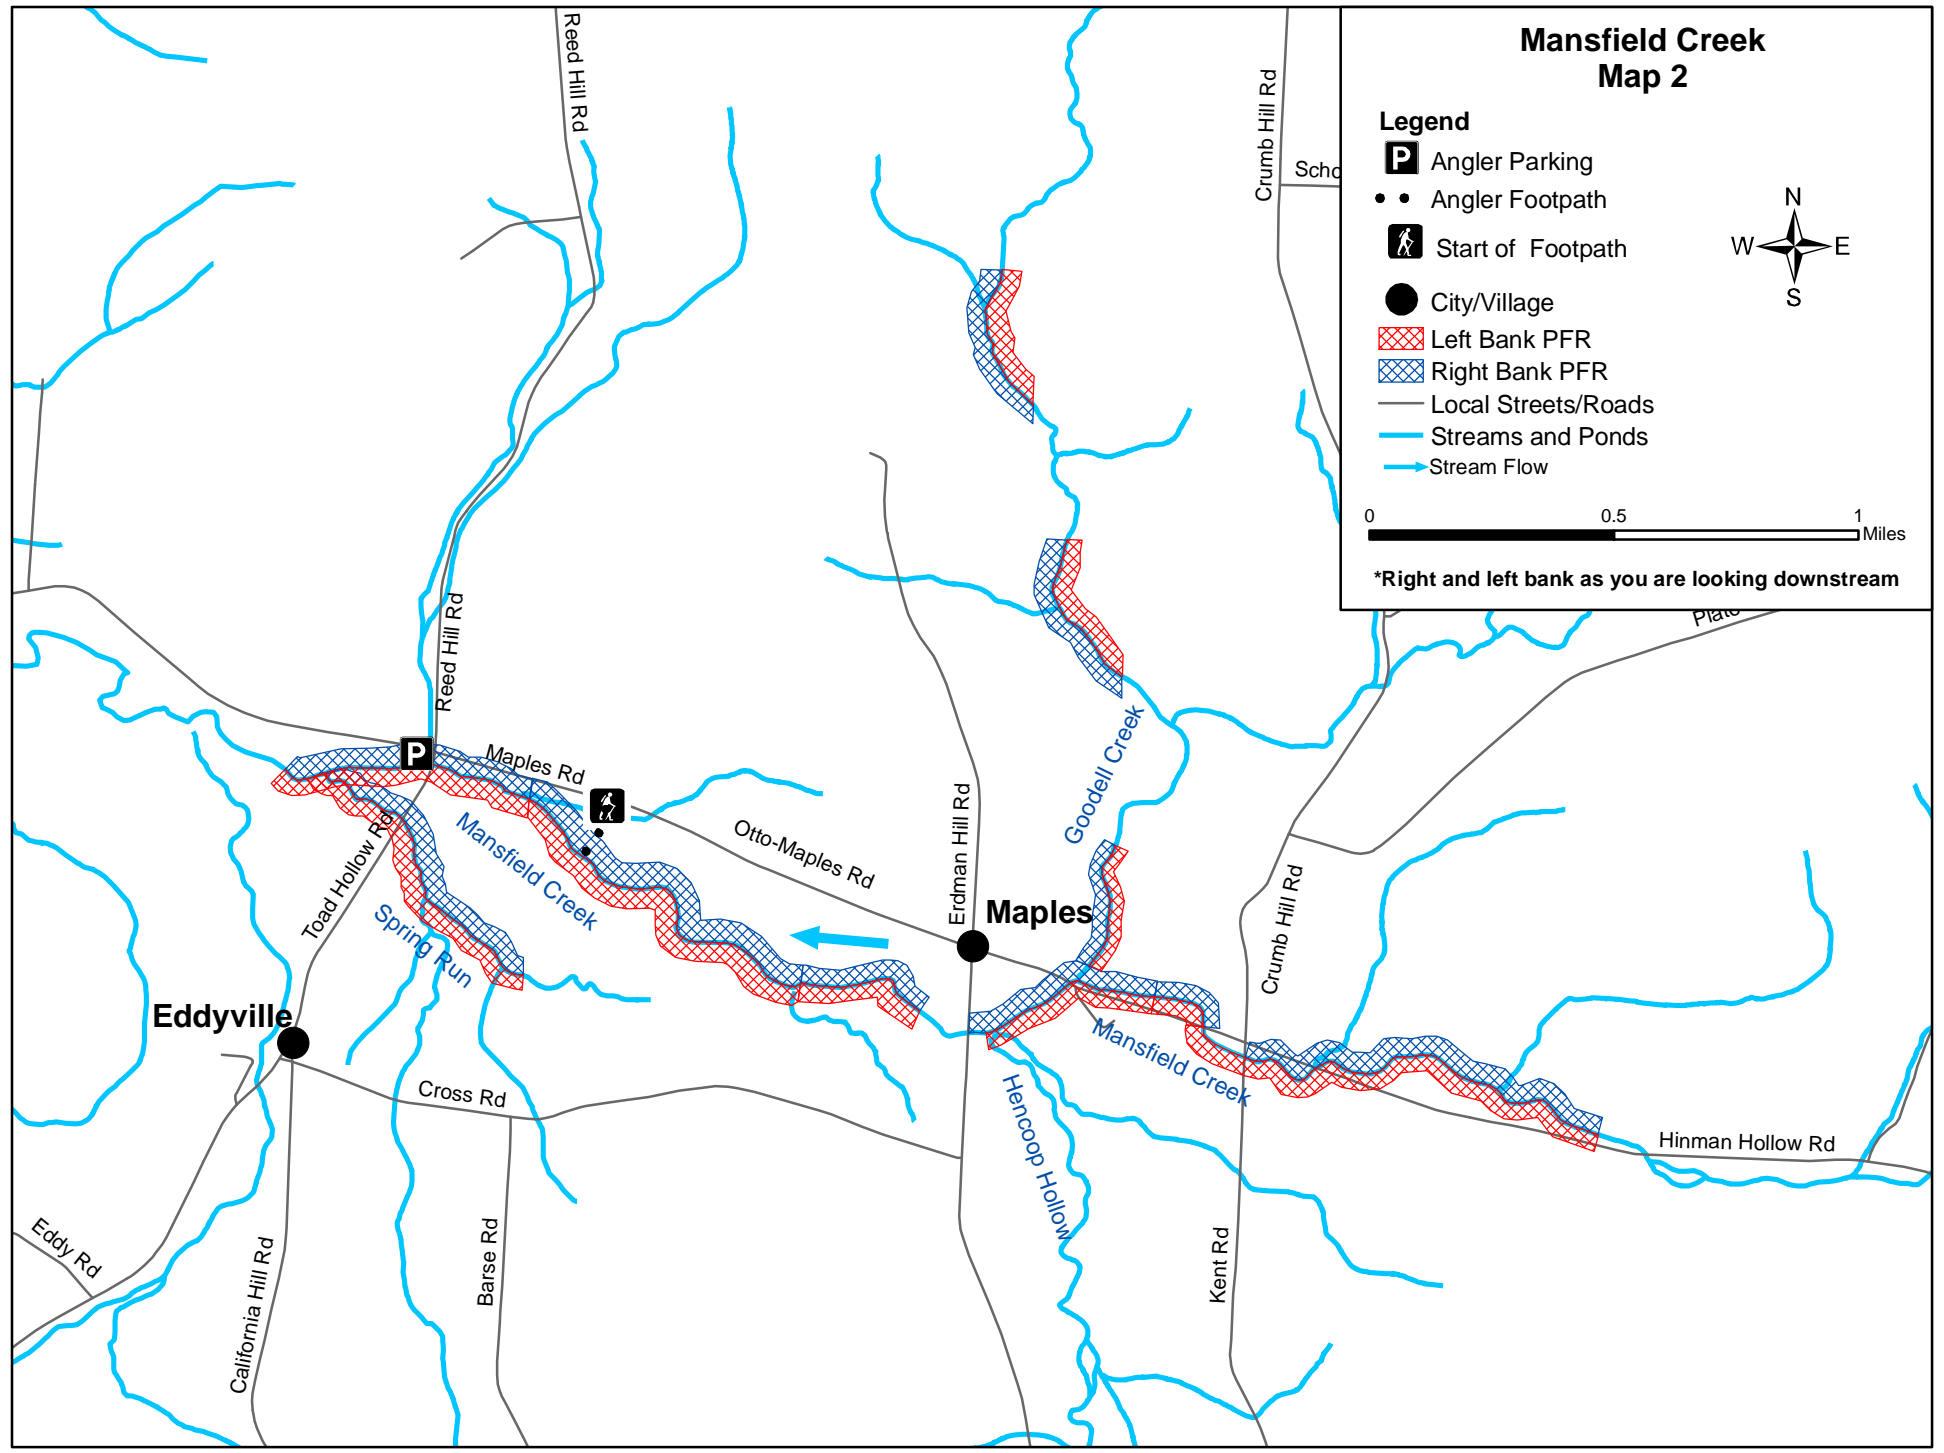 Mansfield Creek
Map 2
Legend
P Angler Parking
Angler Footpath
Start of Footpath
City/Village
Left Bank PFR
Right Bank PFR
Local Streets/Roads
Streams and Ponds
Stream Flow
N
W E
S
0 0.5 1
Miles
*Right and left bank as you are looking downstream
Reed Hill Rd
Crumb Hill Rd
Scho
Plato
Reed Hill Rd
P
Maples Rd
Goodell Creek
Otto-Maples Rd
Erdman Hill Rd
Toad Hollow Rd
Mansfield Creek
Spring Run
Maples
Crumb Hill Rd
Eddyville
Mansfield Creek
Cross Rd
Hencoop Hollow
Hinman Hollow Rd
Eddy Rd
California Hill Rd
Barse Rd
Kent Rd